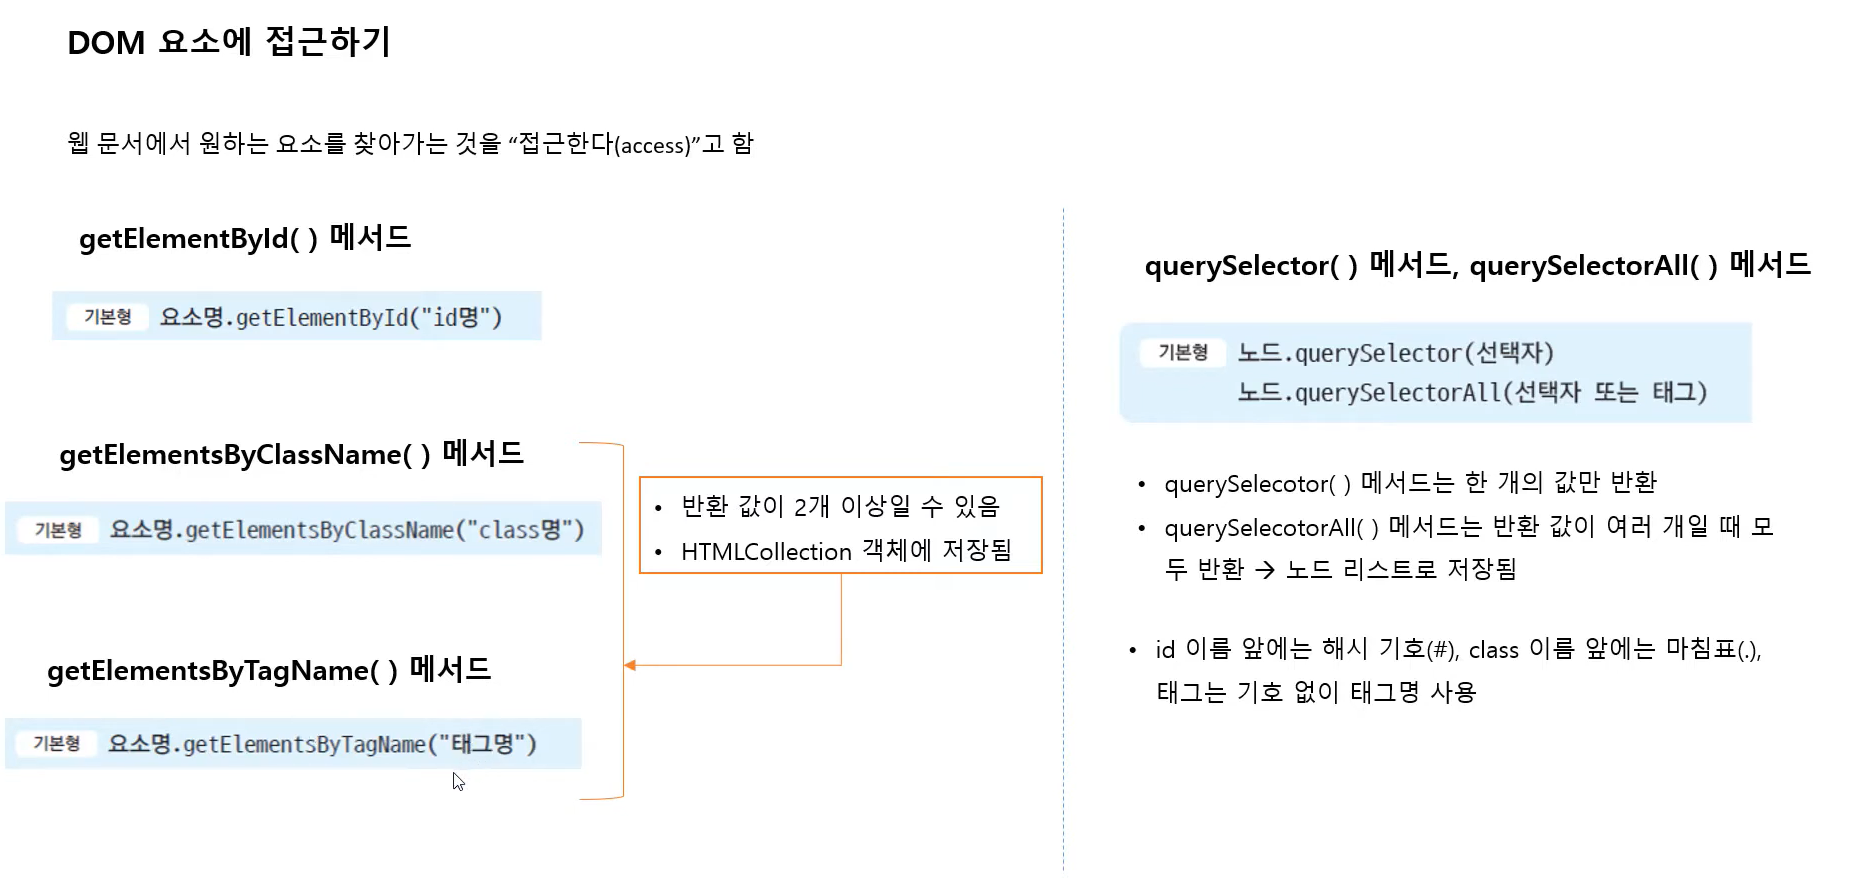 DOM 요소에 접근하기
웹 문서에서 원하는 요소를 찾아가는 것을 “접근한다(access)”고 함
getElementById( ) 메서드
기본형 요소명.getElementById("id명")
getElementsByClassName( ) 메서드
기본형 요소명.getElementsByClassName("class명")
getElementsByTagName( ) 메서드
기본형 요소명.getElementsByTagName("태그명")
• 반환 값이 2개 이상일 수 있음
• HTMLCollection 객체에 저장됨
querySelector( ) 메서드, querySelectorAll( ) 메서드
기본형 노드.querySelector(선택자)
노드.querySelectorAll(선택자 또는 태그)
• querySelecotor( ) 메서드는 한 개의 값만 반환
• querySelecotorAll( ) 메서드는 반환 값이 여러 개일 때 모
두 반환 → 노드 리스트로 저장됨
• id 이름 앞에는 해시 기호(#), class 이름 앞에는 마침표(.),
태그는 기호 없이 태그명 사용